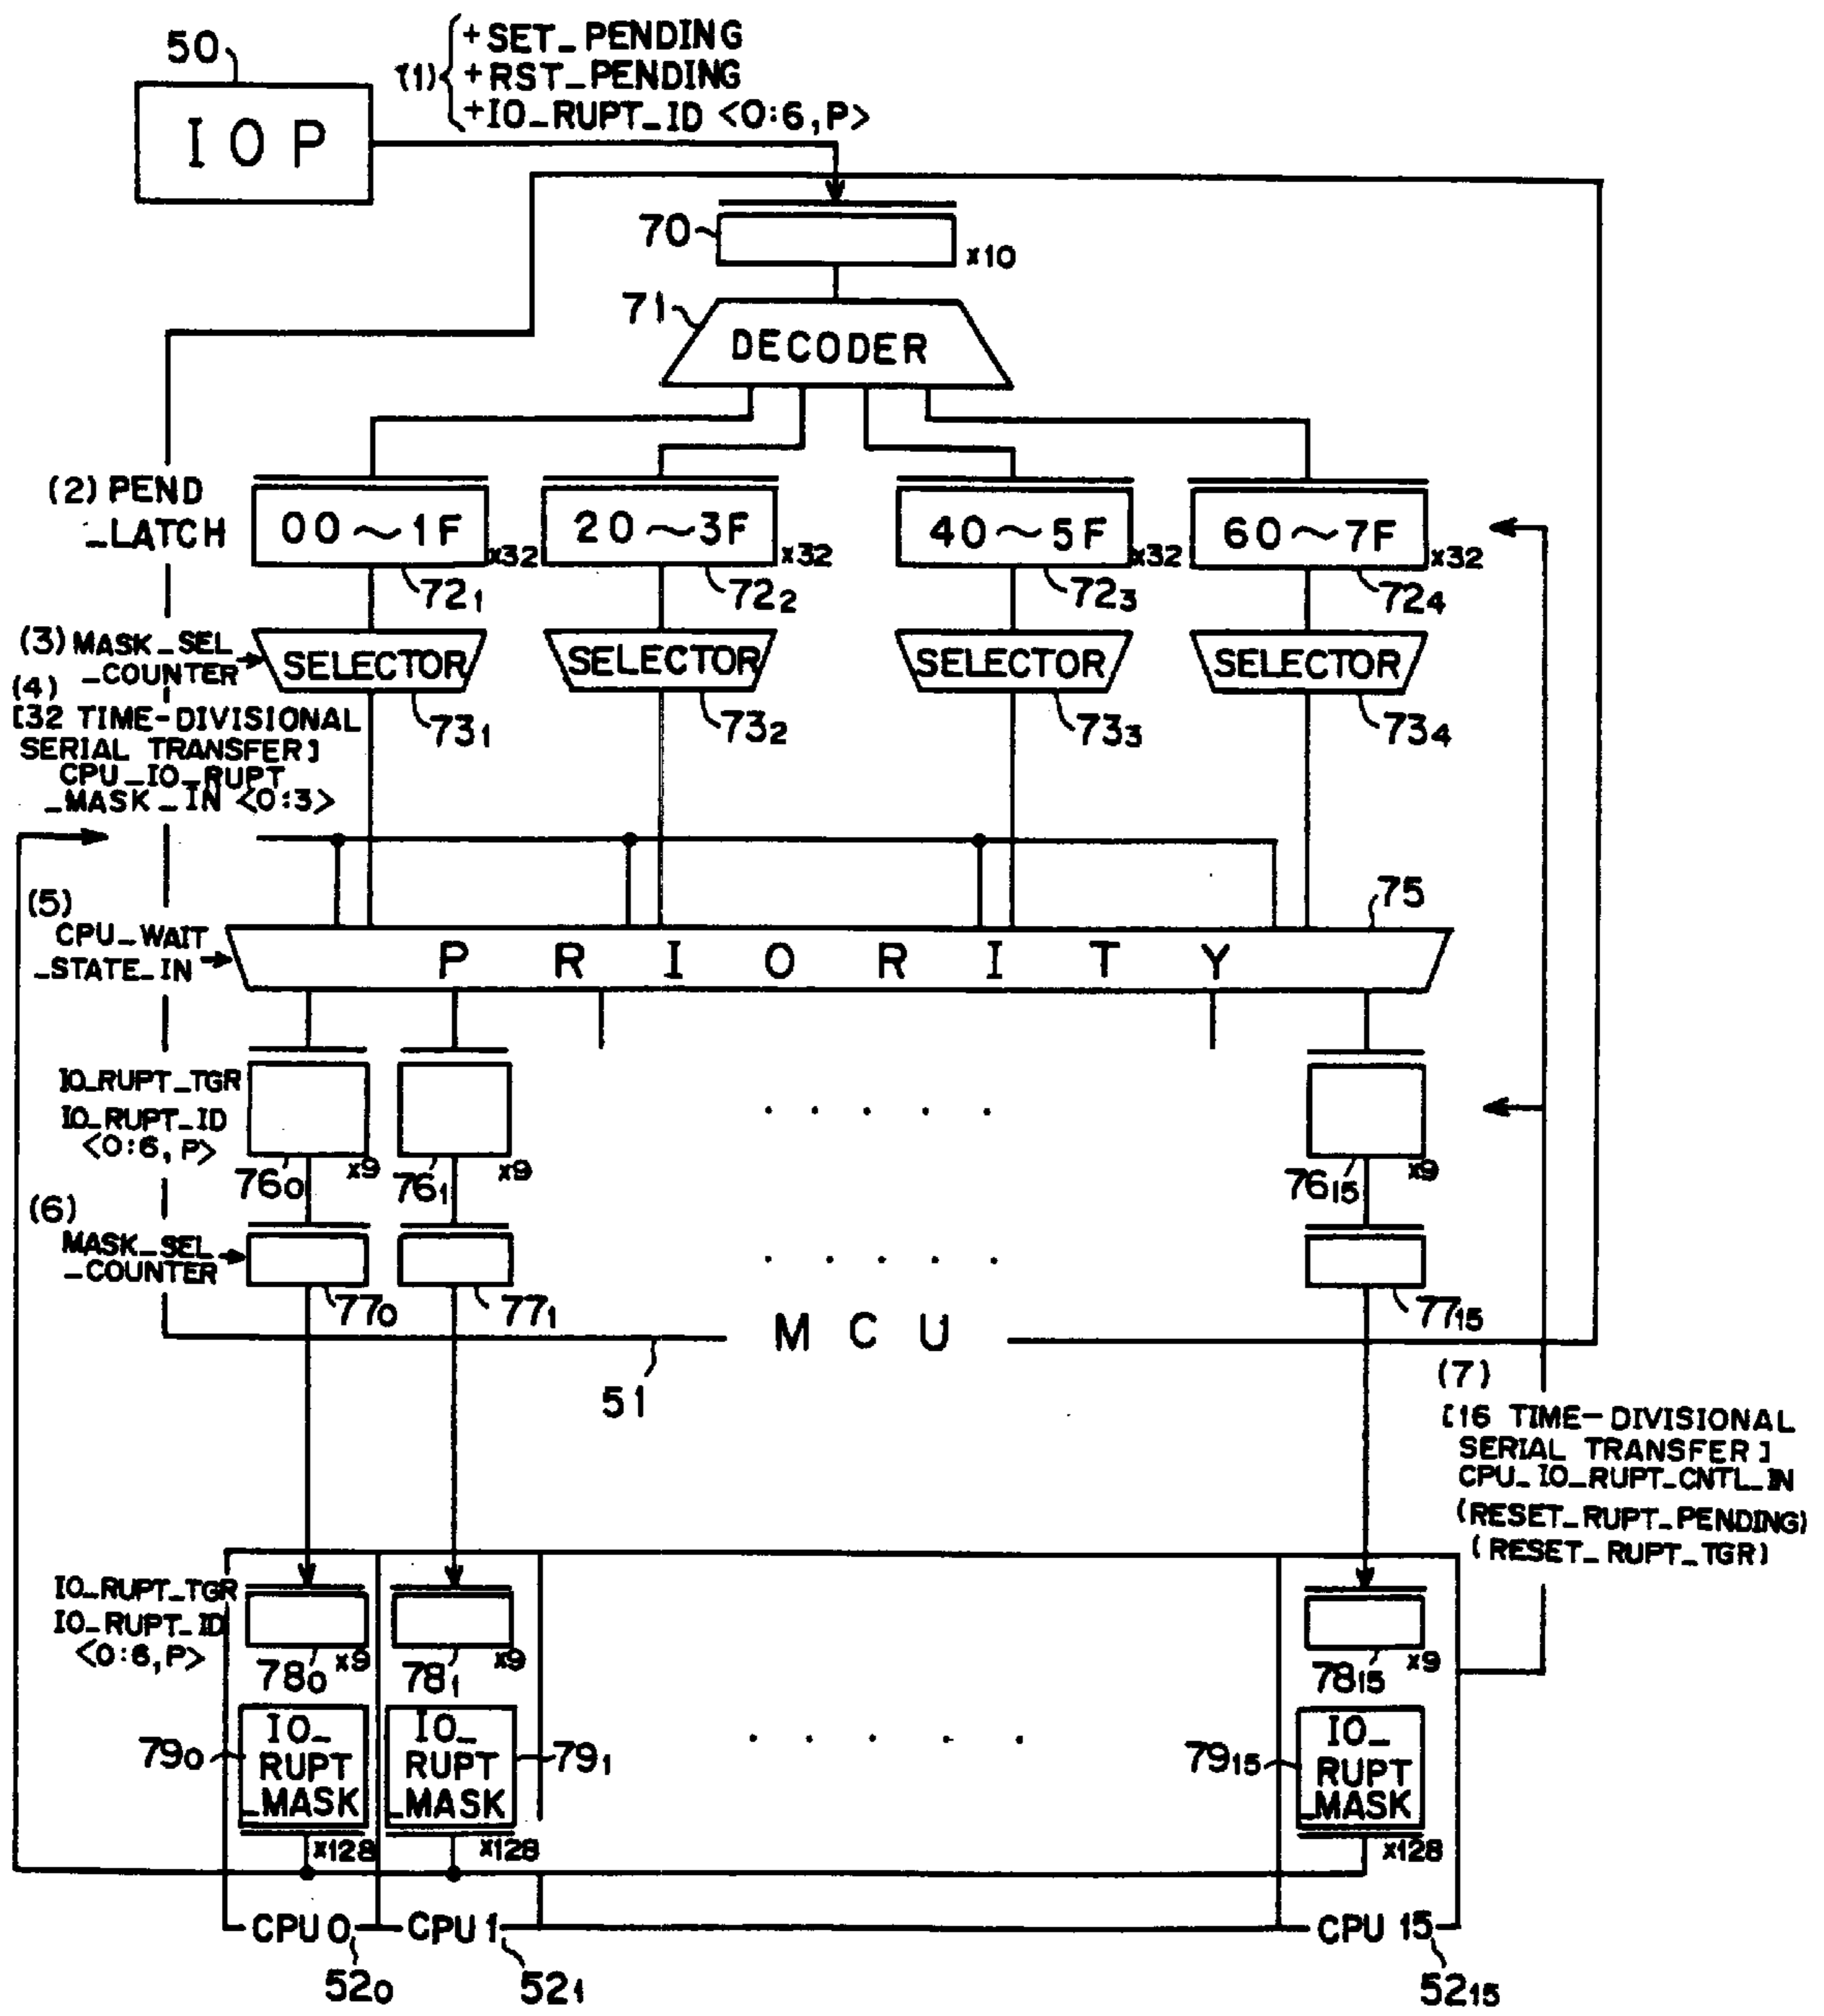 50
IOP
(1) +SET_PENDING
+RST_PENDING
+IO_RUPT_ID <0:6,P>
70
x10
71
DECODER
(2) PEND
_LATCH
00~1F
x32
20~3F
x32
40~5F
x32
60~7F
x32
721
722
723
724
(3) MASK_SEL
_COUNTER
SELECTOR
SELECTOR
SELECTOR
SELECTOR
731
732
733
734
(4)
[32 TIME-DIVISIONAL
SERIAL TRANSFER]
CPU_IO_RUPT
_MASK_IN <0:3>
75
(5)
CPU_WAIT
_STATE_IN
PRIORITY
IO_RUPT_TGR
IO_RUPT_ID
<0:6,P>
760
x9
761
x9
7615
x9
(6)
MASK_SEL
_COUNTER
770
771
7715
MCU
51
(7)
[16 TIME-DIVISIONAL
SERIAL TRANSFER]
CPU_IO_RUPT_CNTL_IN
(RESET_RUPT_PENDING)
(RESET_RUPT_TGR)
IO_RUPT_TGR
IO_RUPT_ID
<0:6,P>
780
x9
781
x9
7815
x9
790
IO_
RUPT
_MASK
x128
IO_
RUPT
_MASK
x128
791
7915
IO_
RUPT
_MASK
x128
CPU 0
CPU 1
CPU 15
520
521
5215